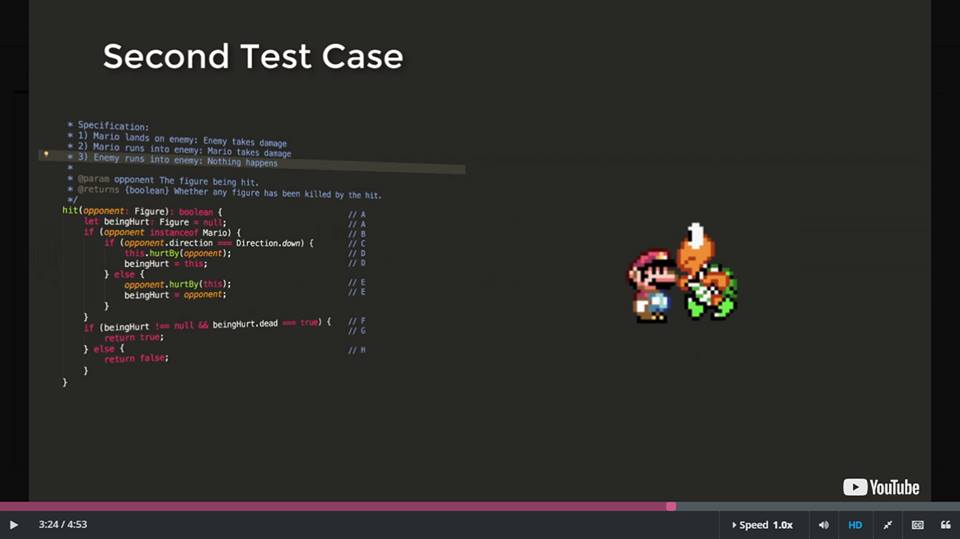 Second Test Case
* Specification:
* 1) Mario lands on enemy: Enemy takes damage
* 2) Mario runs into enemy: Mario takes damage
* 3) Enemy runs into enemy: Nothing happens
*
* @param opponent The figure being hit.
* @returns {boolean} Whether any figure has been killed by the hit.
*/
hit(opponent: Figure): boolean { // A
let beingHurt: Figure = null; // A
if (opponent instanceof Mario) { // B
if (opponent.direction === Direction.down) { // C
this.hurtBy(opponent); // D
beingHurt = this; // D
} else {
opponent.hurtBy(this); // E
beingHurt = opponent; // E
}
}
if (beingHurt !== null && beingHurt.dead === true) { // F
return true; // G
} else {
return false; // H
}
}
YouTube
3:24 / 4:53
Speed 1.0x
HD
CC